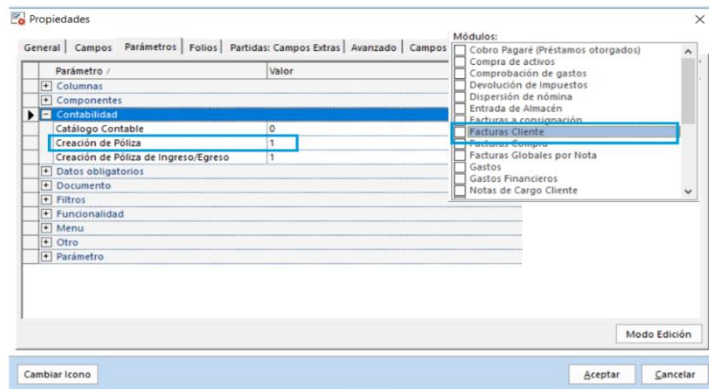 Propiedades
Módulos:
General Campos Parámetros Folios Partidas: Campos Extras Avanzado Campos
Parámetro / Valor
Columnas
Componentes
Contabilidad
Catálogo Contable 0
Creación de Póliza 1
Creación de Póliza de Ingreso/Egreso 1
Datos obligatorios
Documento
Filtros
Funcionalidad
Menu
Otro
Parámetro
Cobro Pagaré (Préstamos otorgados)
Compra de activos
Comprobación de gastos
Devolución de Impuestos
Dispersión de nómina
Entrada de Almacén
Facturas a consignación
Facturas Cliente
Facturas Compra
Facturas Globales por Nota
Gastos
Gastos Financieros
Notas de Cargo Cliente
Modo Edición
Cambiar Icono
Aceptar Cancelar